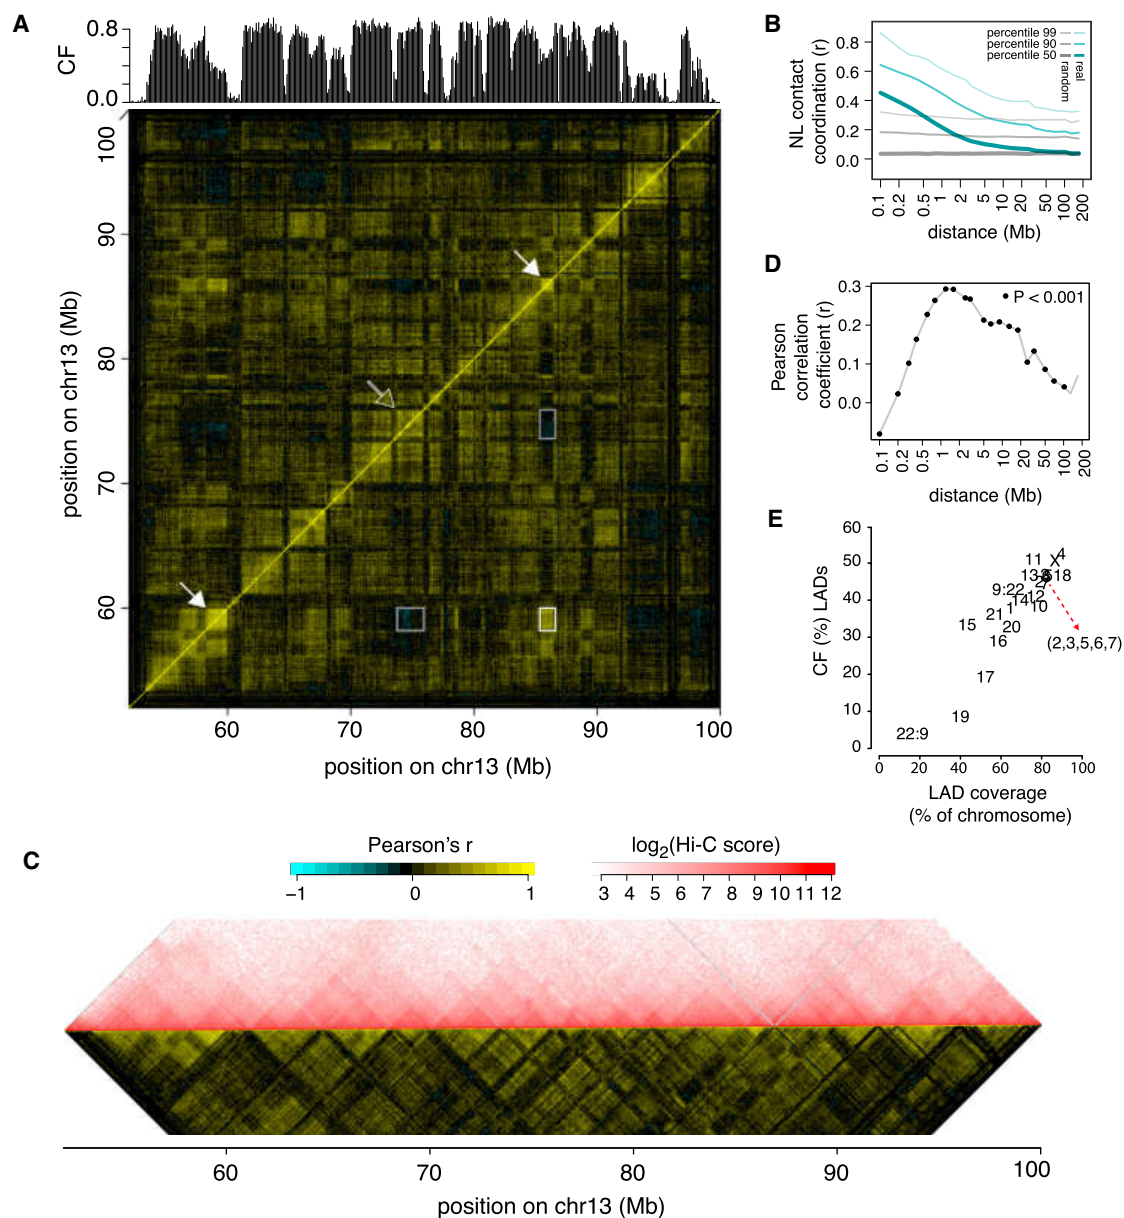 A
CF
0.8
0.0
position on chr13 (Mb)
100
90
80
70
60
60 70 80 90 100
position on chr13 (Mb)
B
NL contact
coordination (r)
0.8
0.6
0.4
0.2
0.0
percentile 99
percentile 90
percentile 50
real
random
0.1 0.2 0.5 1 2 5 10 20 50 100 200
distance (Mb)
D
Pearson
correlation
coefficient (r)
0.3
0.2
0.1
0.0
P < 0.001
0.1 0.2 0.5 1 2 5 10 20 50 100 200
distance (Mb)
E
CF (%) LADs
60
50
40
30
20
10
0
11 X 4
13 18
9:22 12
14 10
1
21
15 20
16
17
19
22:9
(2,3,5,6,7)
0 20 40 60 80 100
LAD coverage
(% of chromosome)
C
Pearson's r
−1 0 1
log2(Hi-C score)
3 4 5 6 7 8 9 10 11 12
60 70 80 90 100
position on chr13 (Mb)